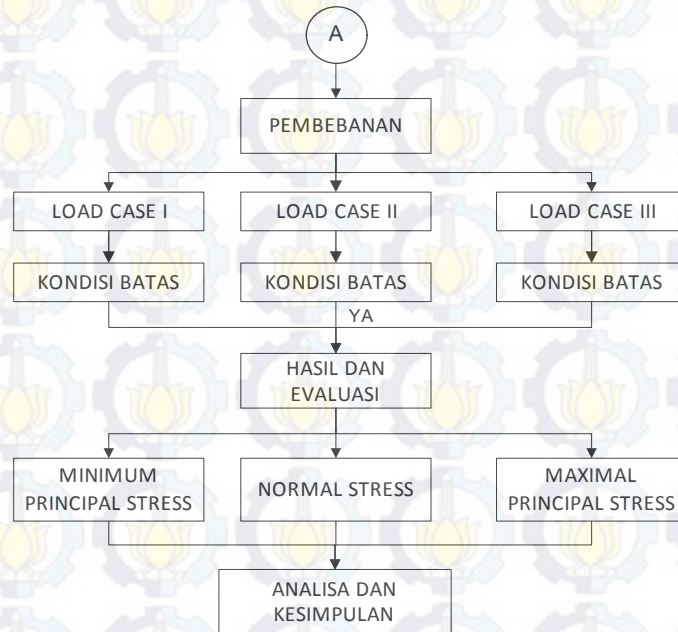 A
PEMBEBANAN
LOAD CASE I
LOAD CASE II
LOAD CASE III
KONDISI BATAS
KONDISI BATAS
KONDISI BATAS
YA
HASIL DAN
EVALUASI
MINIMUM
PRINCIPAL STRESS
NORMAL STRESS
MAXIMAL
PRINCIPAL STRESS
ANALISA DAN
KESIMPULAN